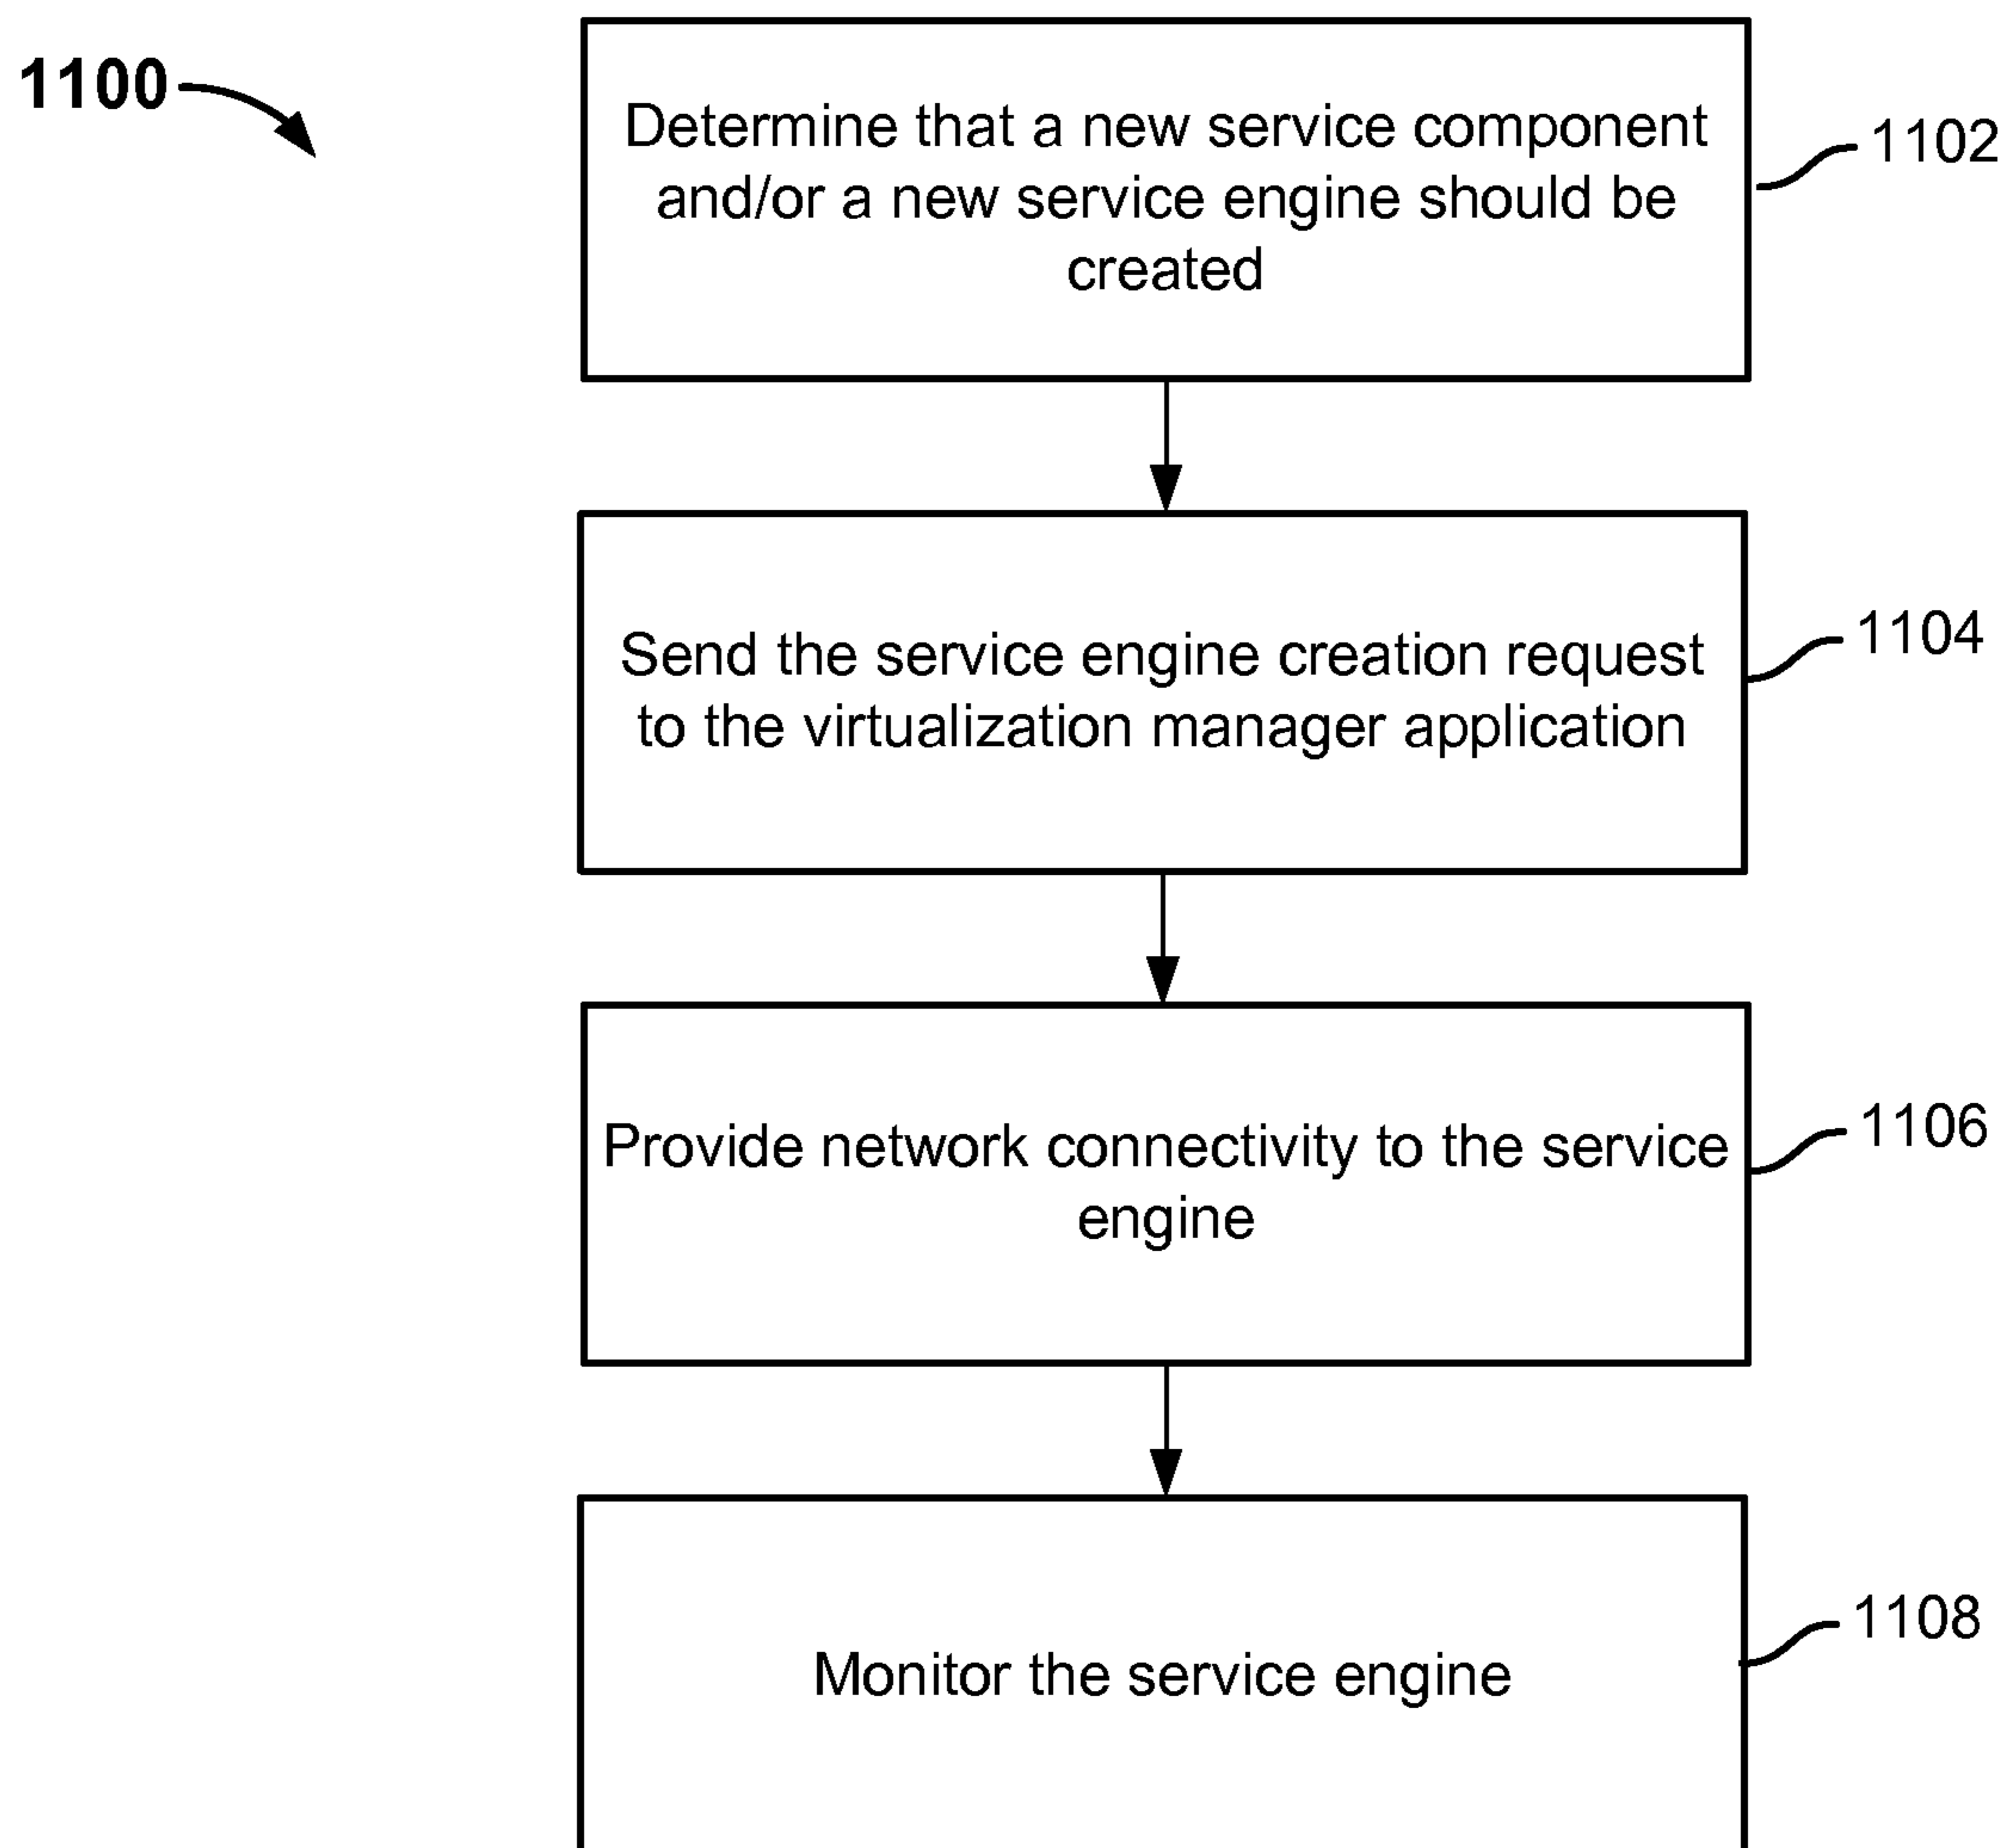 1100
Determine that a new service component
and/or a new service engine should be
created
1102
Send the service engine creation request
to the virtualization manager application
1104
Provide network connectivity to the service
engine
1106
Monitor the service engine
1108